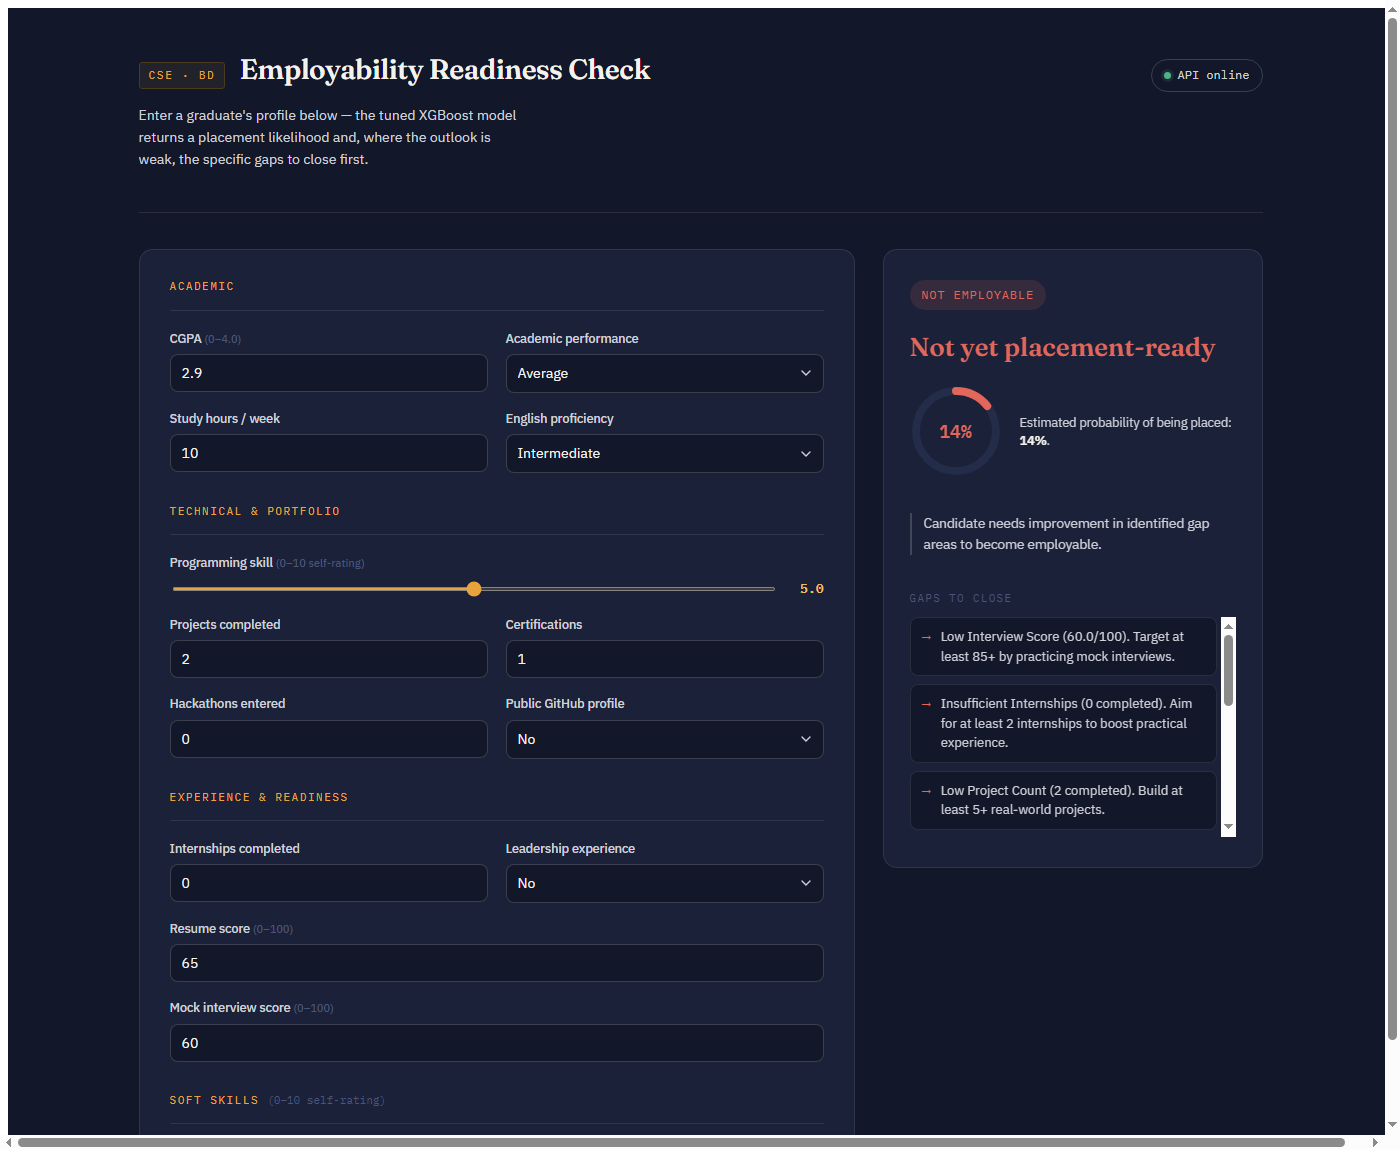 CSE · BD
Employability Readiness Check
API online
Enter a graduate's profile below — the tuned XGBoost model
returns a placement likelihood and, where the outlook is
weak, the specific gaps to close first.
ACADEMIC
CGPA (0–4.0)
Academic performance
2.9
Average
Study hours / week
English proficiency
10
Intermediate
TECHNICAL & PORTFOLIO
Programming skill (0–10 self-rating)
5.0
Projects completed
Certifications
2
1
Hackathons entered
Public GitHub profile
0
No
EXPERIENCE & READINESS
Internships completed
Leadership experience
0
No
Resume score (0–100)
65
Mock interview score (0–100)
60
SOFT SKILLS (0–10 self-rating)
NOT EMPLOYABLE
Not yet placement-ready
14%
Estimated probability of being placed:
14%.
Candidate needs improvement in identified gap
areas to become employable.
GAPS TO CLOSE
→ Low Interview Score (60.0/100). Target at
least 85+ by practicing mock interviews.
→ Insufficient Internships (0 completed). Aim
for at least 2 internships to boost practical
experience.
→ Low Project Count (2 completed). Build at
least 5+ real-world projects.